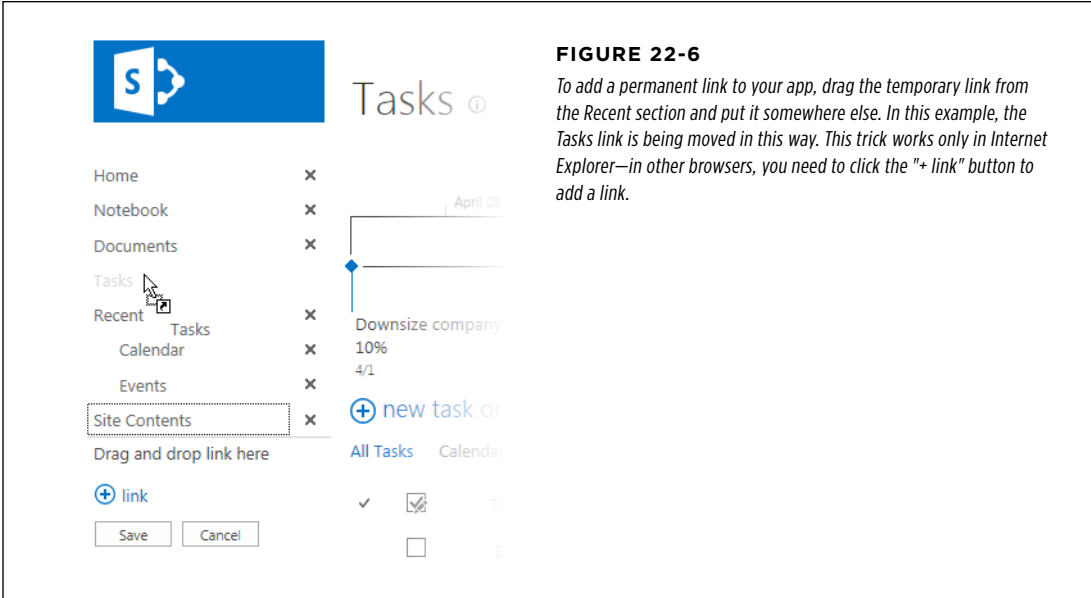 S
Tasks
Home
Notebook
Documents
Tasks
Recent
Tasks
Calendar
Events
Site Contents
Drag and drop link here
link
Save
Cancel
April 08
Downsize company
10%
4/1
new task or
All Tasks Calendar
FIGURE 22-6
To add a permanent link to your app, drag the temporary link from
the Recent section and put it somewhere else. In this example, the
Tasks link is being moved in this way. This trick works only in Internet
Explorer—in other browsers, you need to click the "+ link" button to
add a link.